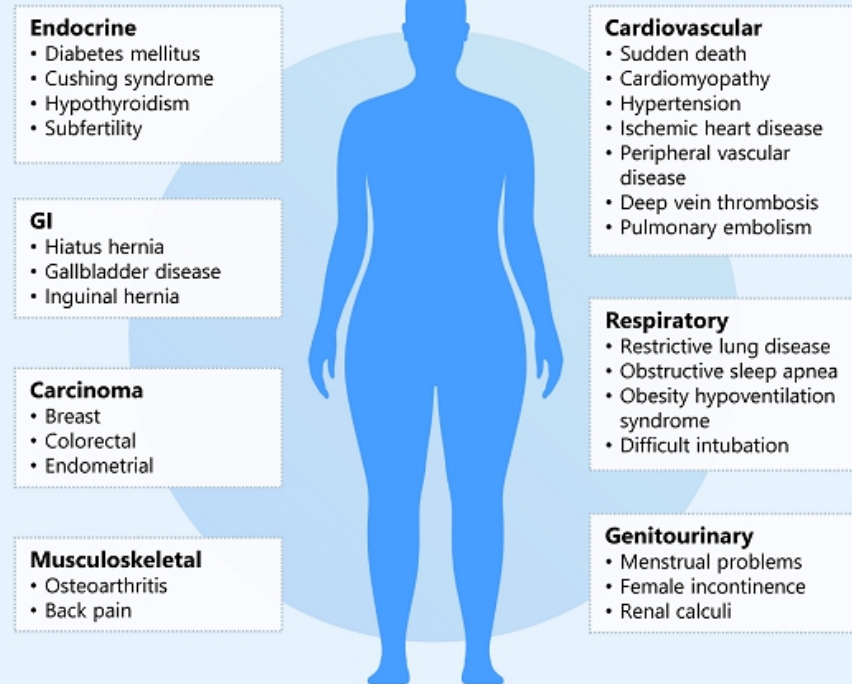 Endocrine
• Diabetes mellitus
• Cushing syndrome
• Hypothyroidism
• Subfertility
GI
• Hiatus hernia
• Gallbladder disease
• Inguinal hernia
Carcinoma
• Breast
• Colorectal
• Endometrial
Musculoskeletal
• Osteoarthritis
• Back pain
Cardiovascular
• Sudden death
• Cardiomyopathy
• Hypertension
• Ischemic heart disease
• Peripheral vascular
disease
• Deep vein thrombosis
• Pulmonary embolism
Respiratory
• Restrictive lung disease
• Obstructive sleep apnea
• Obesity hypoventilation
syndrome
• Difficult intubation
Genitourinary
• Menstrual problems
• Female incontinence
• Renal calculi